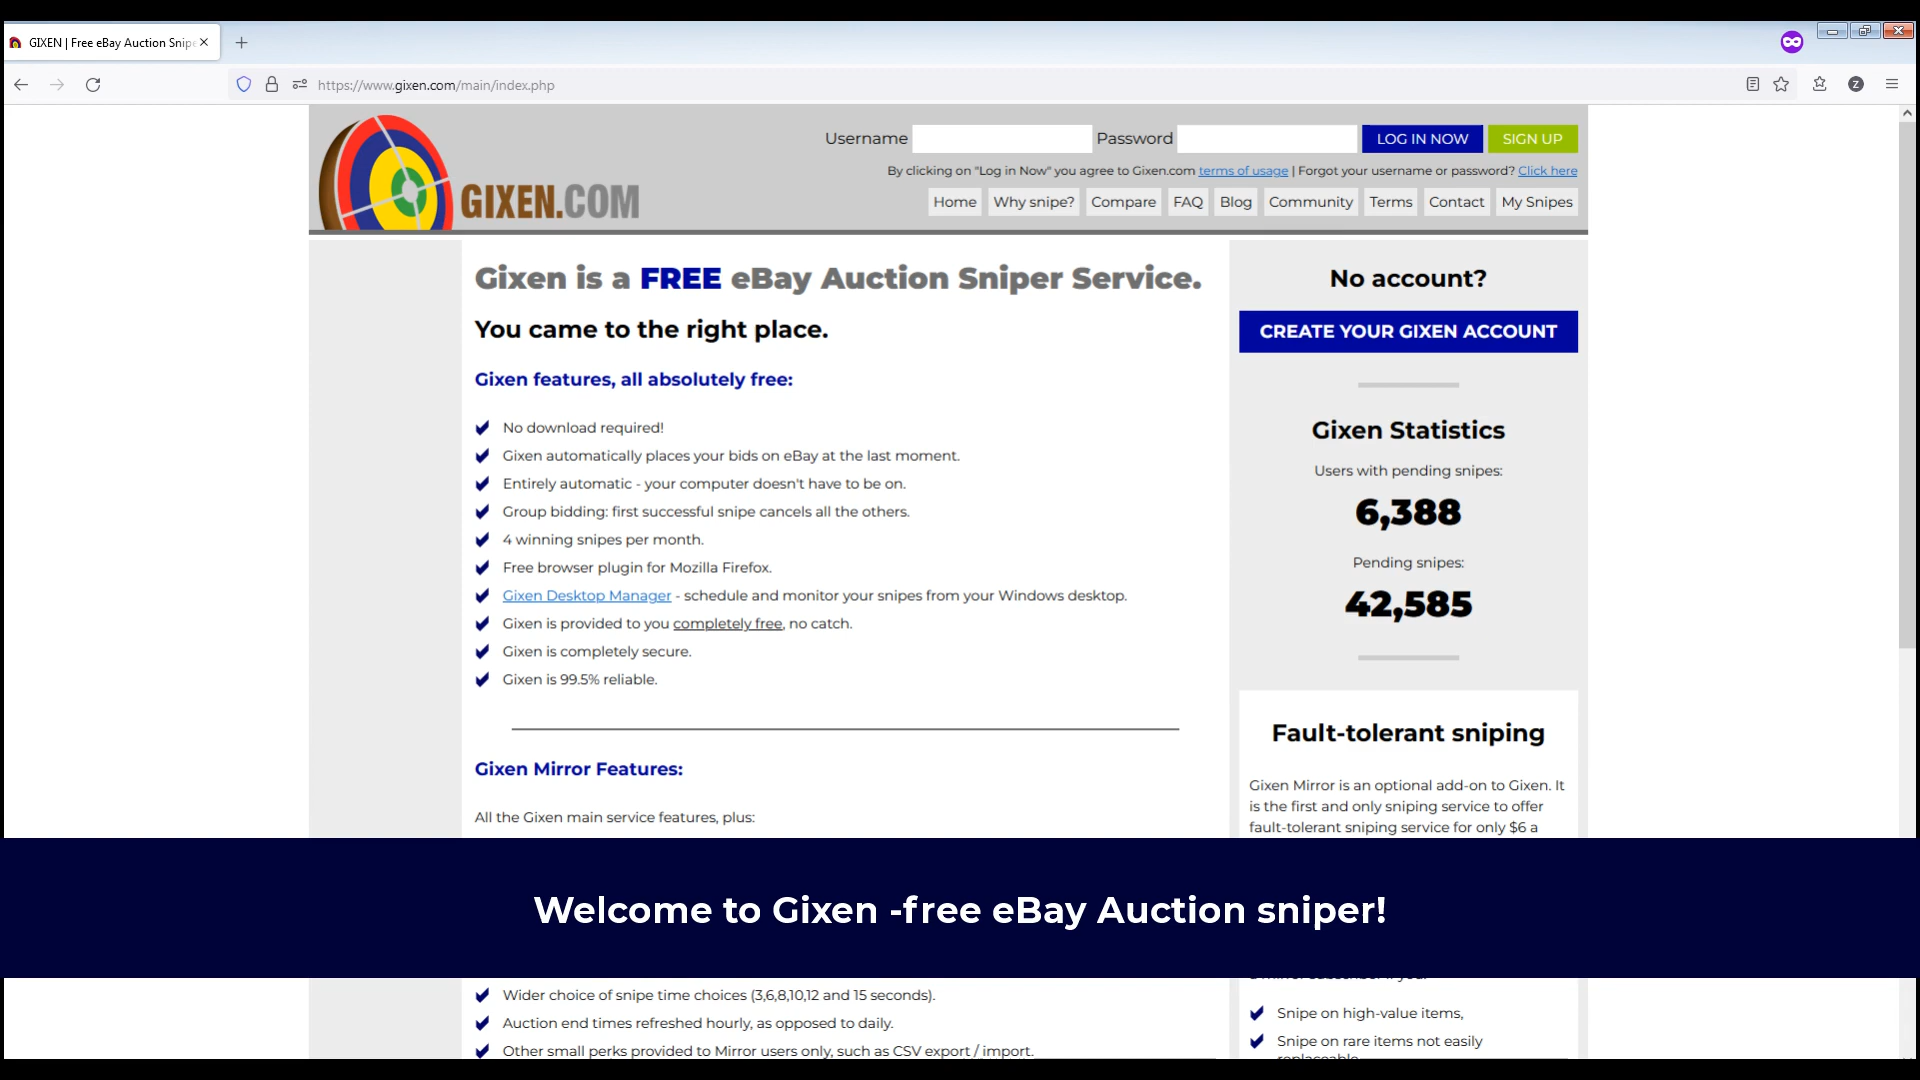 GIXEN | Free eBay Auction Snipe
https://www.gixen.com/main/index.php
Z
GIXEN.COM
Username
Password
LOG IN NOW
SIGN UP
By clicking on "Log in Now" you agree to Gixen.com terms of usage | Forgot your username or password? Click here
Home Why snipe? Compare FAQ Blog Community Terms Contact My Snipes
Gixen is a FREE eBay Auction Sniper Service.
You came to the right place.
Gixen features, all absolutely free:
No download required!
Gixen automatically places your bids on eBay at the last moment.
Entirely automatic - your computer doesn't have to be on.
Group bidding: first successful snipe cancels all the others.
4 winning snipes per month.
Free browser plugin for Mozilla Firefox.
Gixen Desktop Manager - schedule and monitor your snipes from your Windows desktop.
Gixen is provided to you completely free, no catch.
Gixen is completely secure.
Gixen is 99.5% reliable.
Gixen Mirror Features:
All the Gixen main service features, plus:
No account?
CREATE YOUR GIXEN ACCOUNT
Gixen Statistics
Users with pending snipes:
6,388
Pending snipes:
42,585
Fault-tolerant sniping
Gixen Mirror is an optional add-on to Gixen. It
is the first and only sniping service to offer
fault-tolerant sniping service for only $6 a
Welcome to Gixen -free eBay Auction sniper!
Wider choice of snipe time choices (3,6,8,10,12 and 15 seconds).
Auction end times refreshed hourly, as opposed to daily.
Other small perks provided to Mirror users only, such as CSV export / import.
Snipe on high-value items,
Snipe on rare items not easily